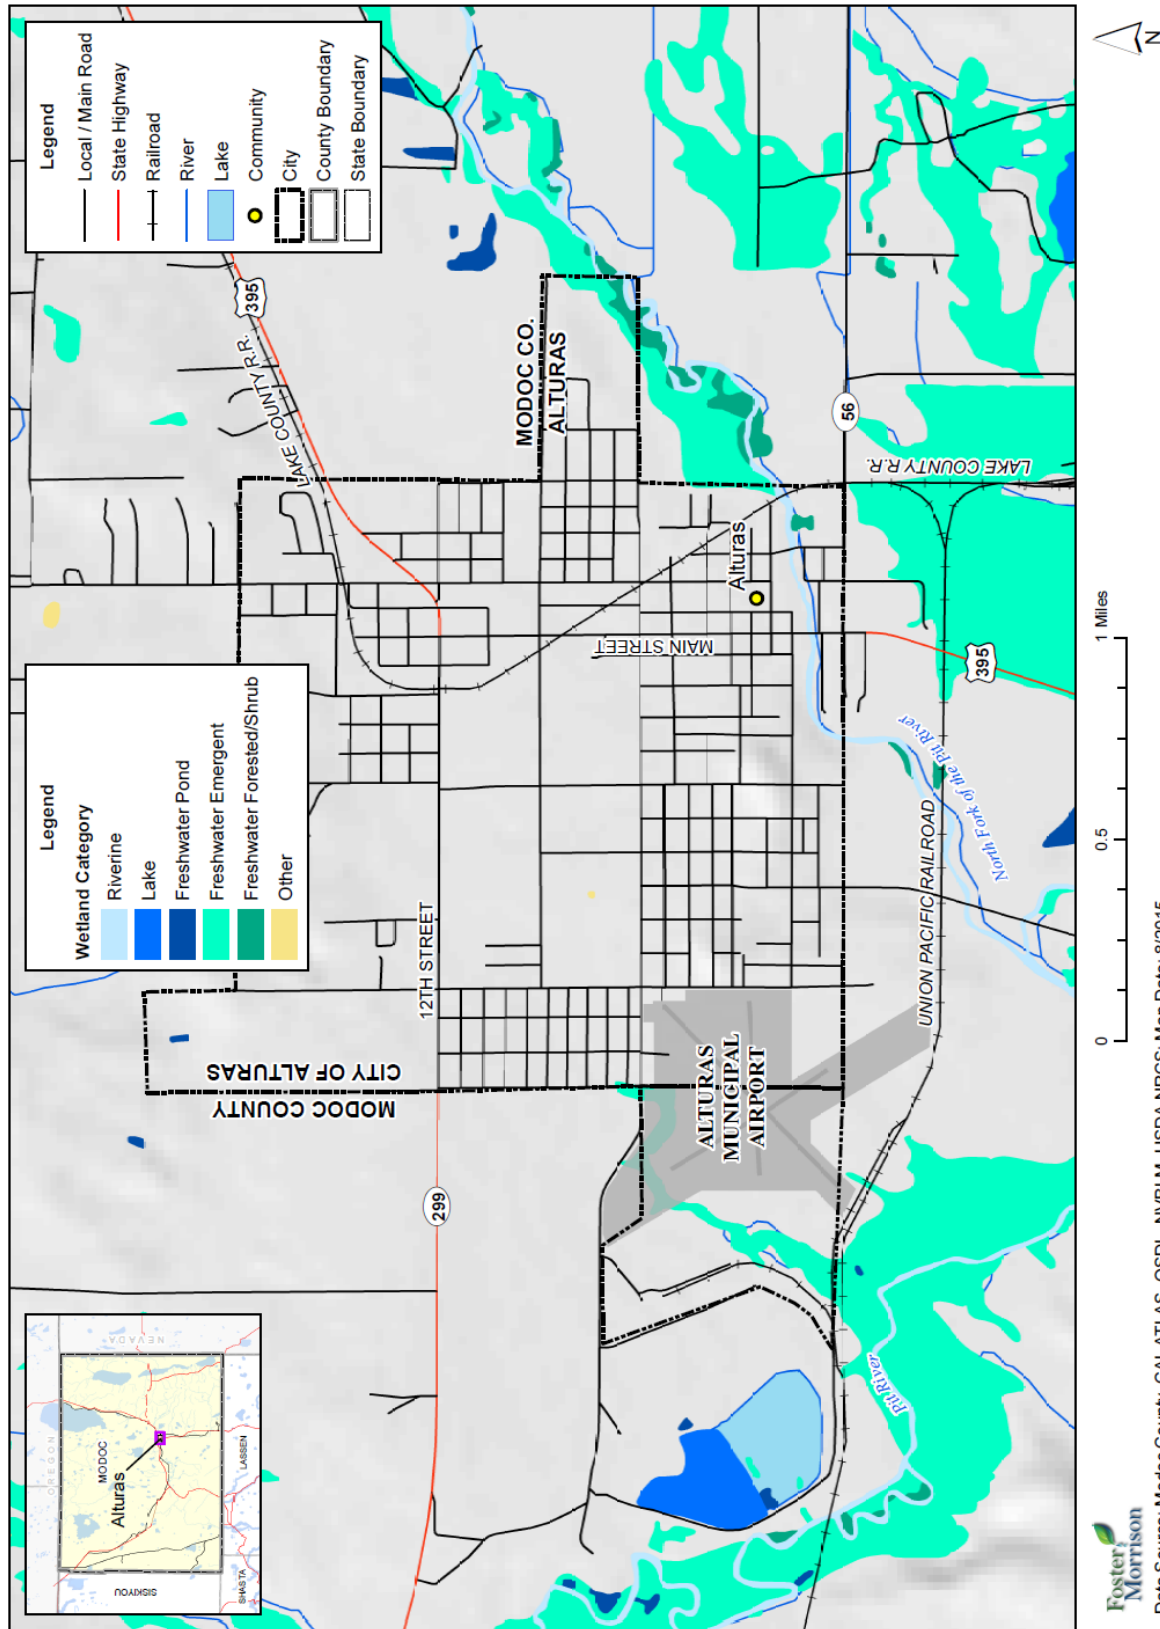 Legend
Local / Main Road
State Highway
Railroad
River
Lake
Community
City
County Boundary
State Boundary
Legend
Wetland Category
Riverine
Lake
Freshwater Pond
Freshwater Emergent
Freshwater Forested/Shrub
Other
OREGON
NEVADA
MODOC
Alturas
SISKIYOU
SHASTA
LASSEN
LAKE COUNTY R.R.
395
MODOC CO.
ALTURAS
CITY OF ALTURAS
MODOC COUNTY
12TH STREET
299
MAIN STREET
Alturas
56
LAKE COUNTY R.R.
ALTURAS
MUNICIPAL
AIRPORT
UNION PACIFIC RAILROAD
North Fork of the Pit River
395
Pit River
0
0.5
1 Miles
N
Foster
Morrison